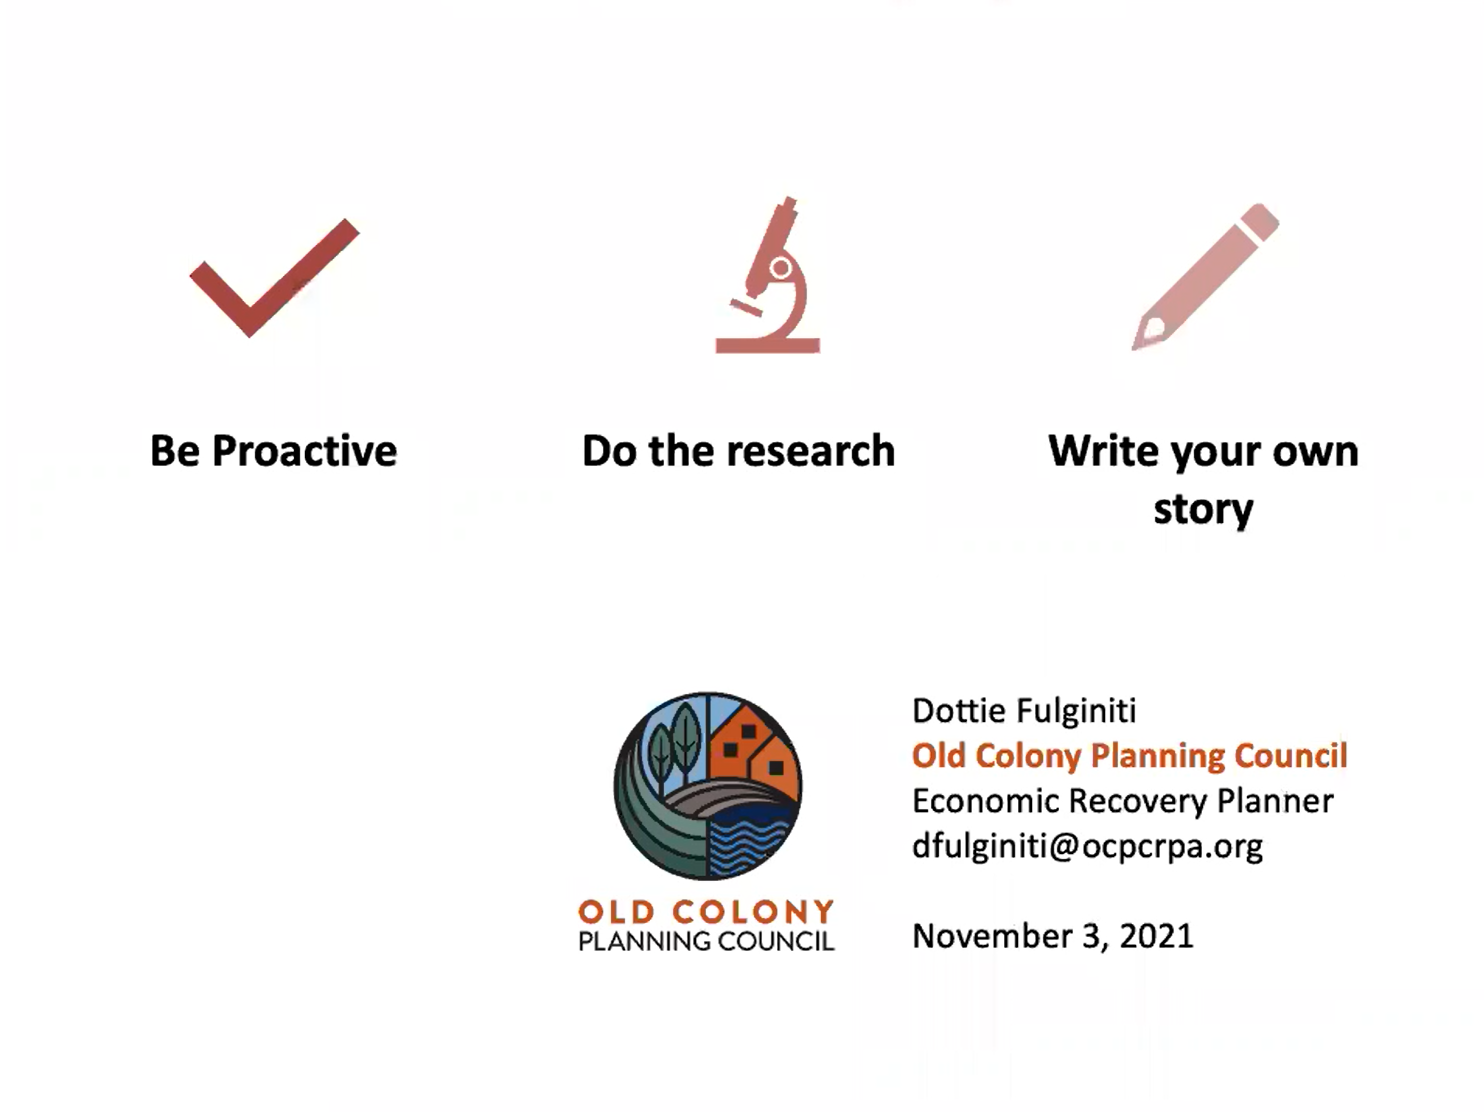 Be Proactive
Do the research
Write your own
story
OLD COLONY
PLANNING COUNCIL
Dottie Fulginiti
Old Colony Planning Council
Economic Recovery Planner
dfulginiti@ocpcrpa.org
November 3, 2021